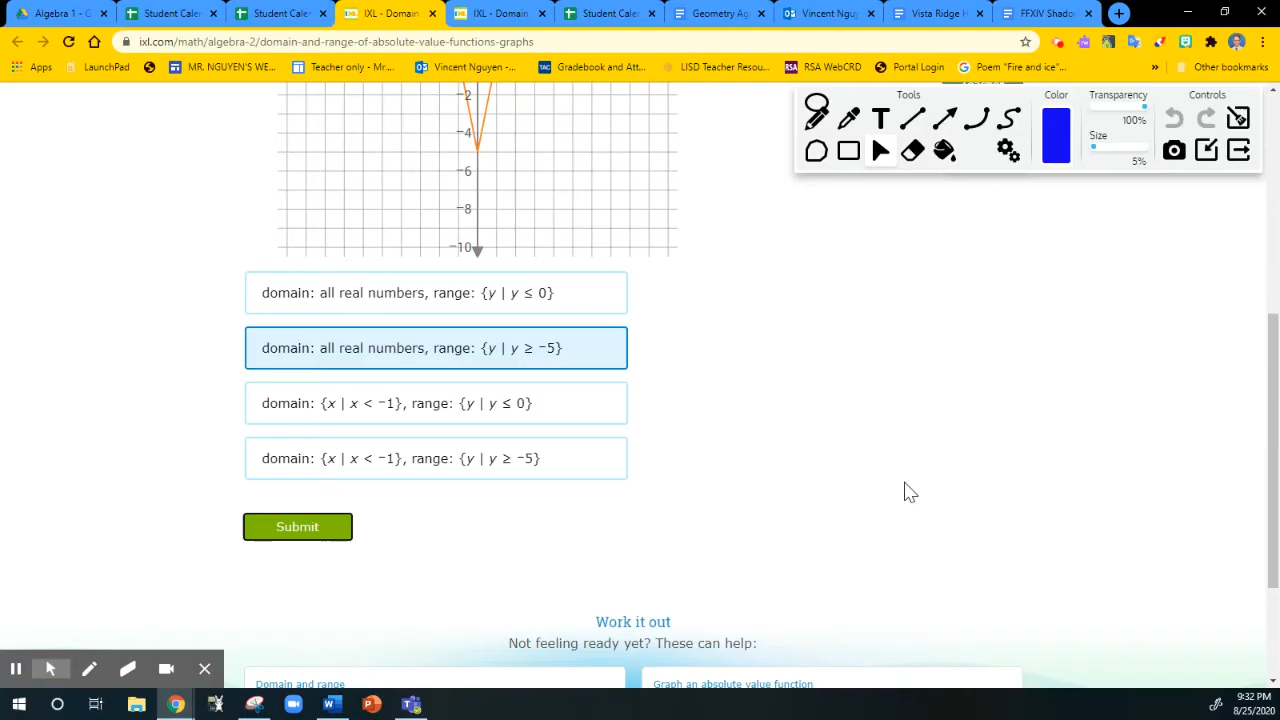 Algebra 1 - G
Student Caler
Student Caler
IXL - Domain
IXL - Domain
Student Caler
Geometry Ag
Vincent Nguy
Vista Ridge H
FFXIV Shado
ixl.com/math/algebra-2/domain-and-range-of-absolute-value-functions-graphs
Apps
LaunchPad
MR. NGUYEN'S WE...
Teacher only - Mr....
Vincent Nguyen -...
Gradebook and Att...
LISD Teacher Resou...
RSA WebCRD
Portal Login
Poem "Fire and ice"...
»
Other bookmarks
Tools
Color
Transparency
Controls
100%
Size
5%
−2
−4
−6
−8
−10
domain: all real numbers, range: {y | y ≤ 0}
domain: all real numbers, range: {y | y ≥ −5}
domain: {x | x < −1}, range: {y | y ≤ 0}
domain: {x | x < −1}, range: {y | y ≥ −5}
Submit
Work it out
Not feeling ready yet? These can help:
Domain and range
Graph an absolute value function
9:32 PM
8/25/2020